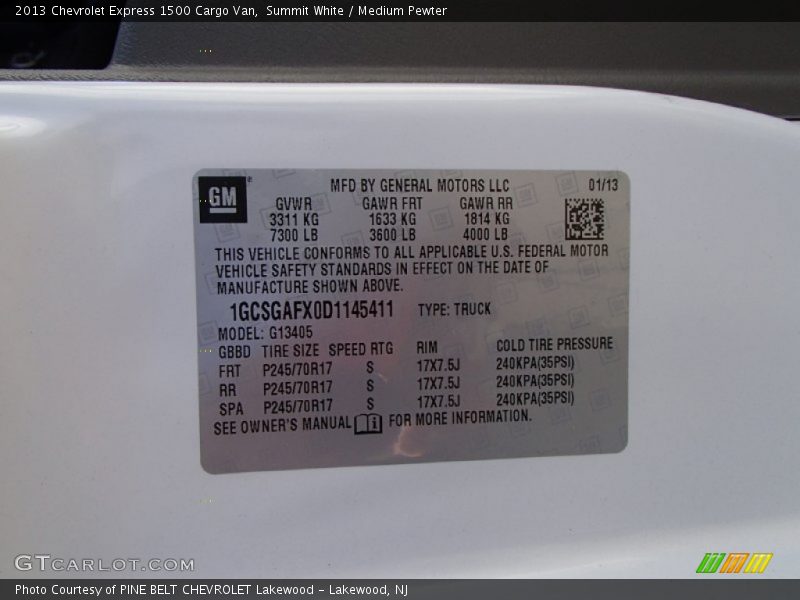 2013 Chevrolet Express 1500 Cargo Van,  Summit White / Medium Pewter
GM
MFD BY GENERAL MOTORS LLC 01/13
GVWR GAWR FRT GAWR RR
3311 KG 1633 KG 1814 KG
7300 LB 3600 LB 4000 LB
THIS VEHICLE CONFORMS TO ALL APPLICABLE U.S. FEDERAL MOTOR
VEHICLE SAFETY STANDARDS IN EFFECT ON THE DATE OF
MANUFACTURE SHOWN ABOVE.
1GCSGAFX0D1145411 TYPE: TRUCK
MODEL: G13405
GBBD TIRE SIZE SPEED RTG RIM COLD TIRE PRESSURE
FRT P245/70R17 S 17X7.5J 240KPA(35PSI)
RR P245/70R17 S 17X7.5J 240KPA(35PSI)
SPA P245/70R17 S 17X7.5J 240KPA(35PSI)
SEE OWNER'S MANUAL FOR MORE INFORMATION.
GTCARLOT.COM
Photo Courtesy of PINE BELT CHEVROLET Lakewood - Lakewood, NJ